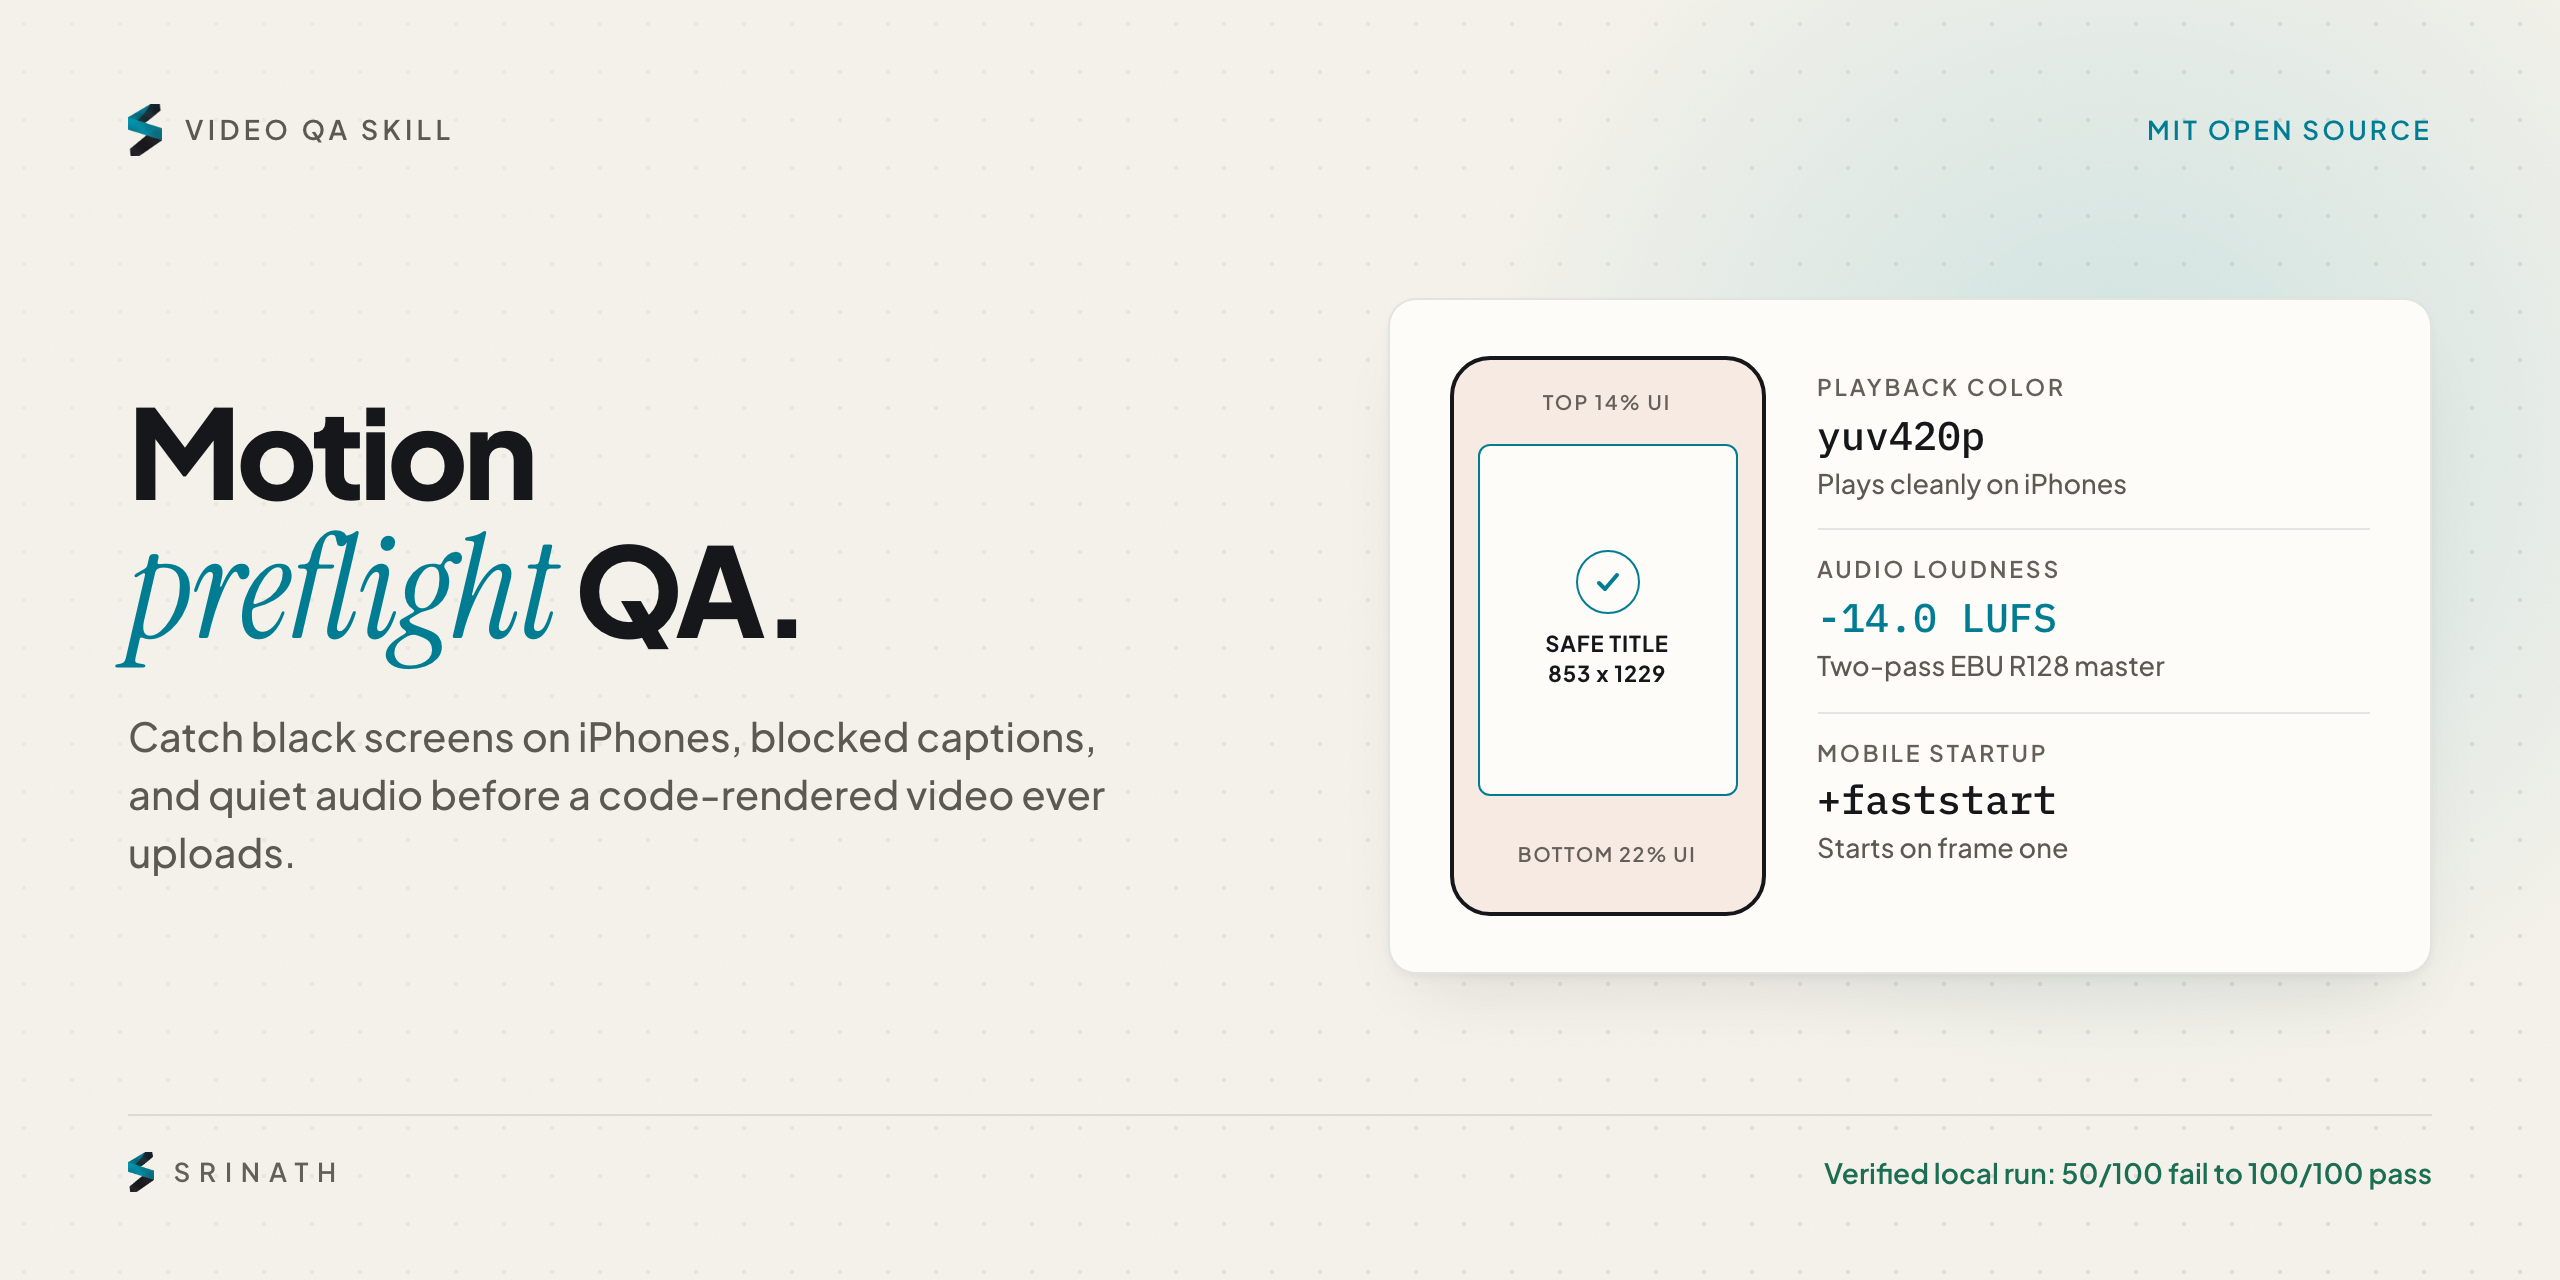 VIDEO QA SKILL
MIT OPEN SOURCE
Motion
preflight QA.
Catch black screens on iPhones, blocked captions,
and quiet audio before a code-rendered video ever
uploads.
TOP 14% UI
SAFE TITLE
853 x 1229
BOTTOM 22% UI
PLAYBACK COLOR
yuv420p
Plays cleanly on iPhones
AUDIO LOUDNESS
-14.0 LUFS
Two-pass EBU R128 master
MOBILE STARTUP
+faststart
Starts on frame one
SRINATH
Verified local run: 50/100 fail to 100/100 pass